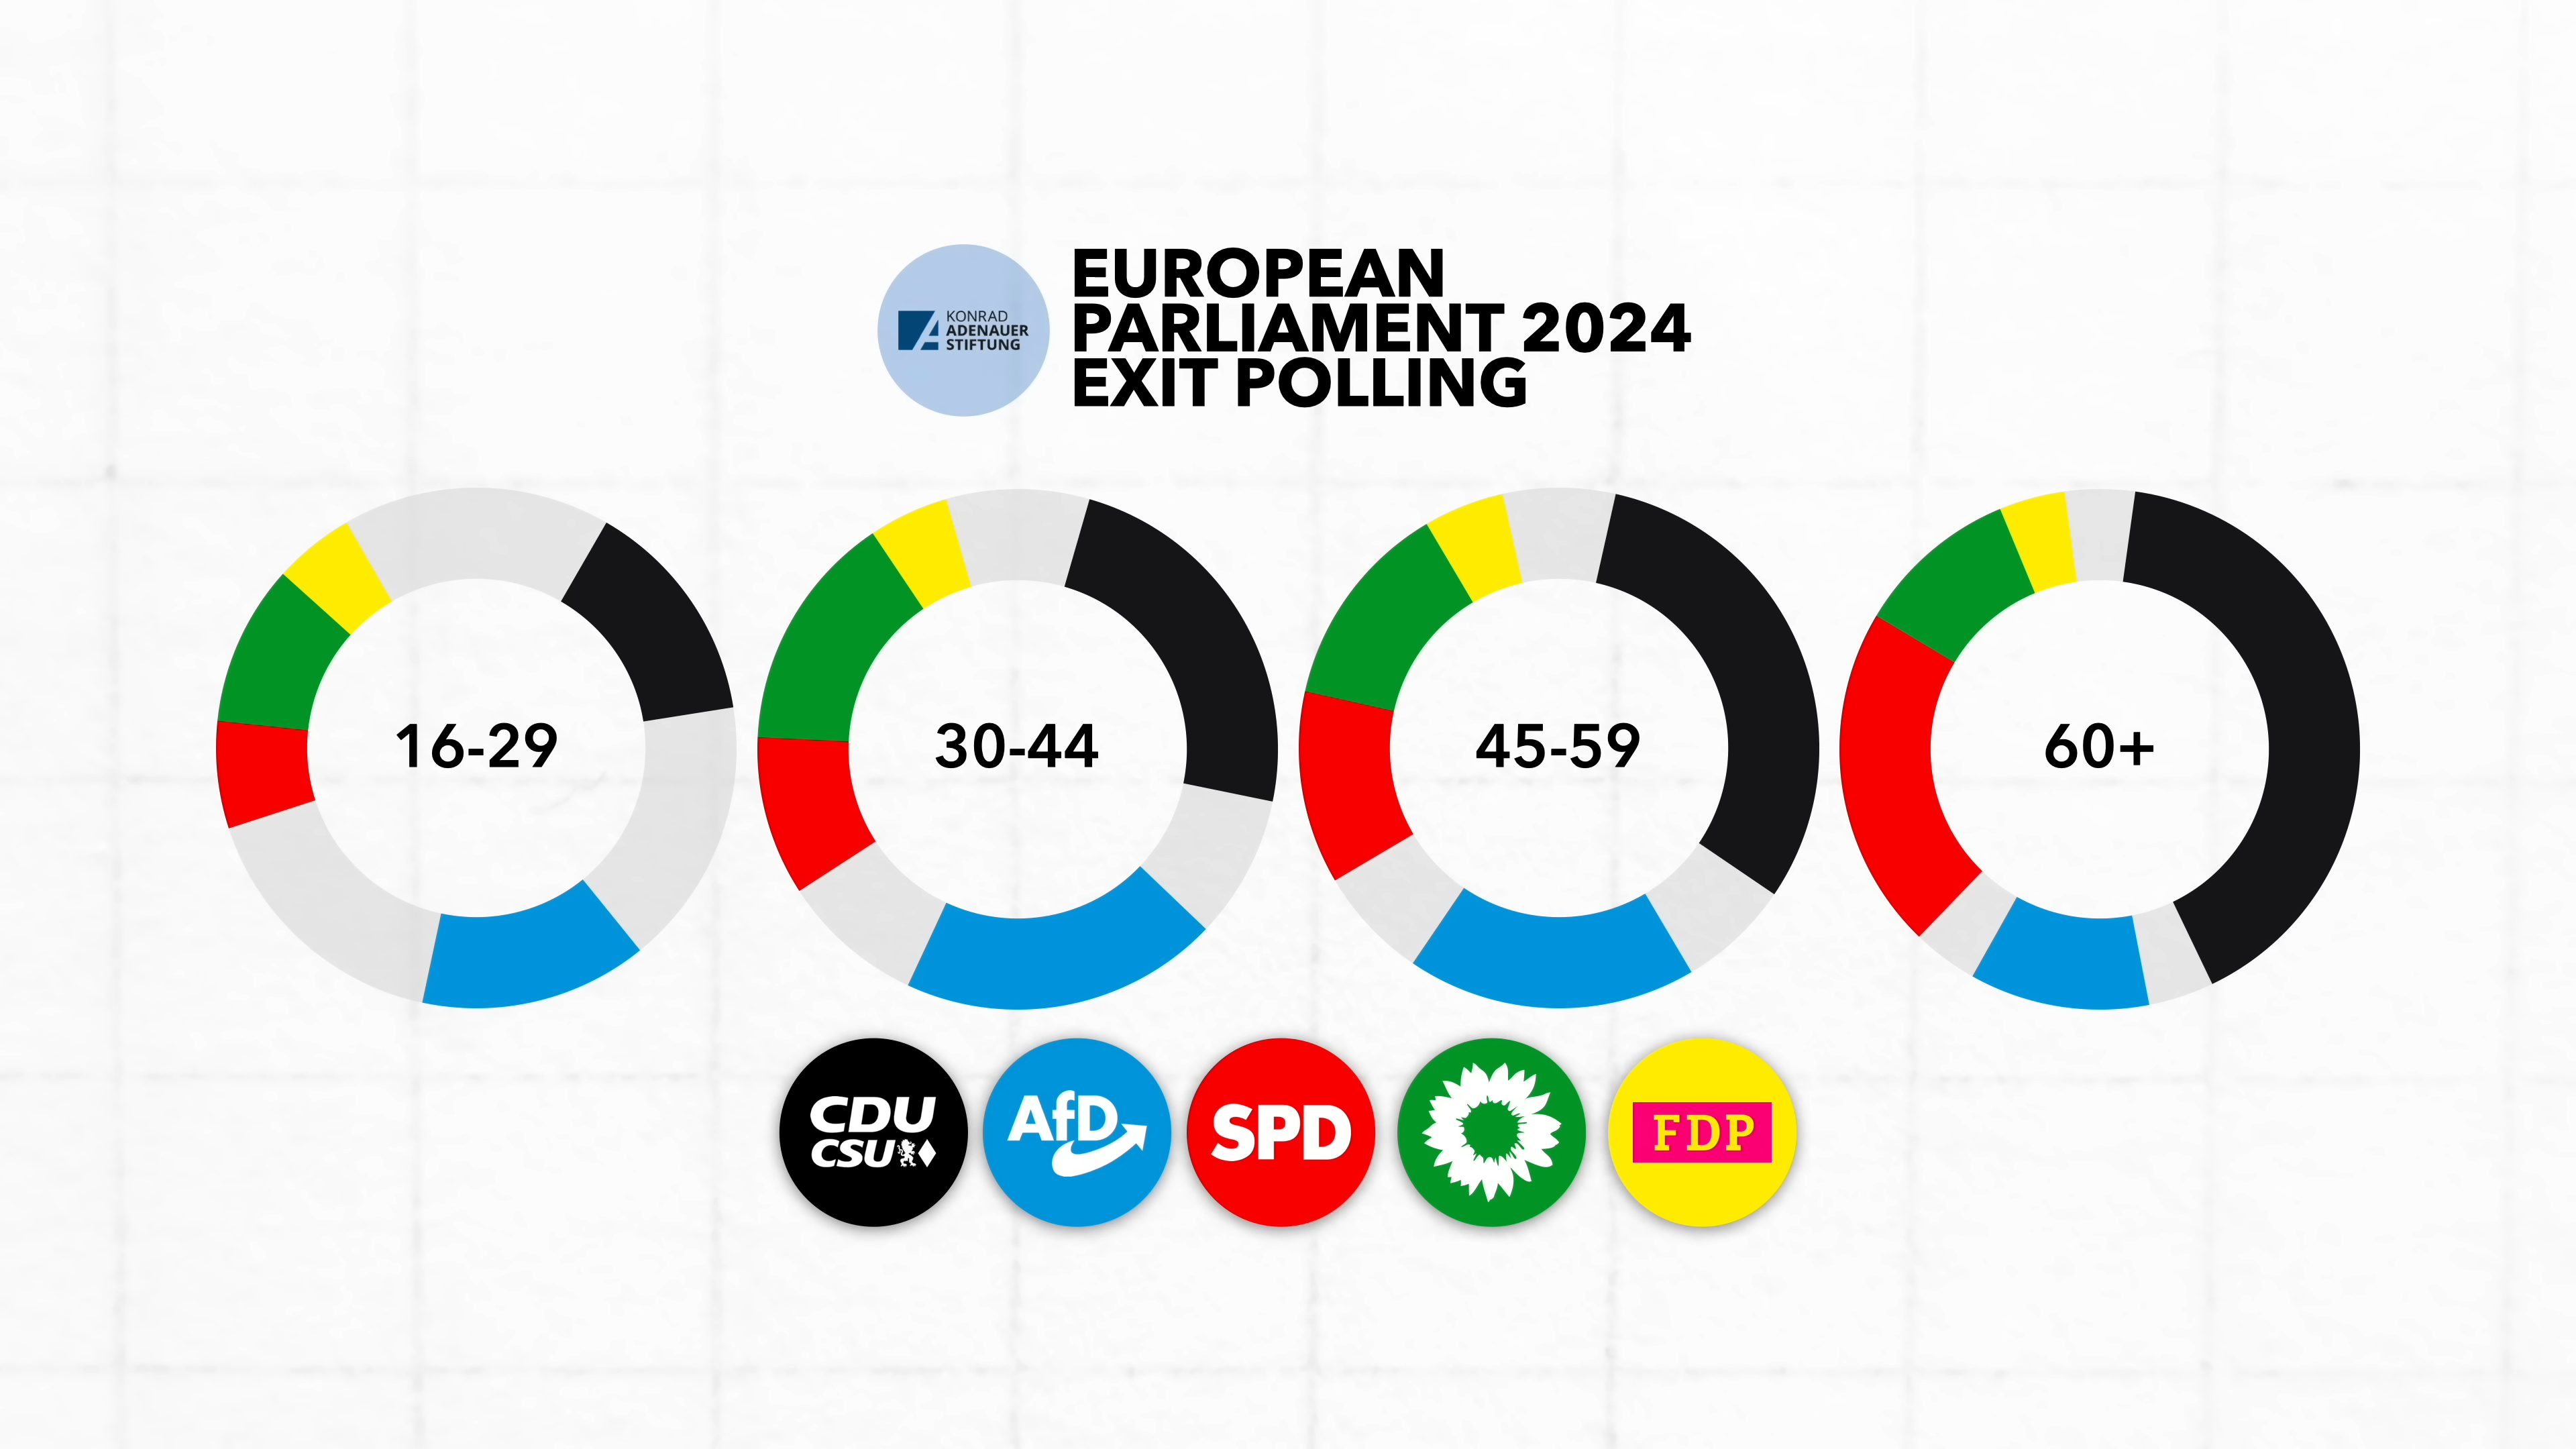 KONRAD
ADENAUER
STIFTUNG
EUROPEAN
PARLIAMENT 2024
EXIT POLLING
16-29
30-44
45-59
60+
CDU
CSU
AfD
SPD
FDP